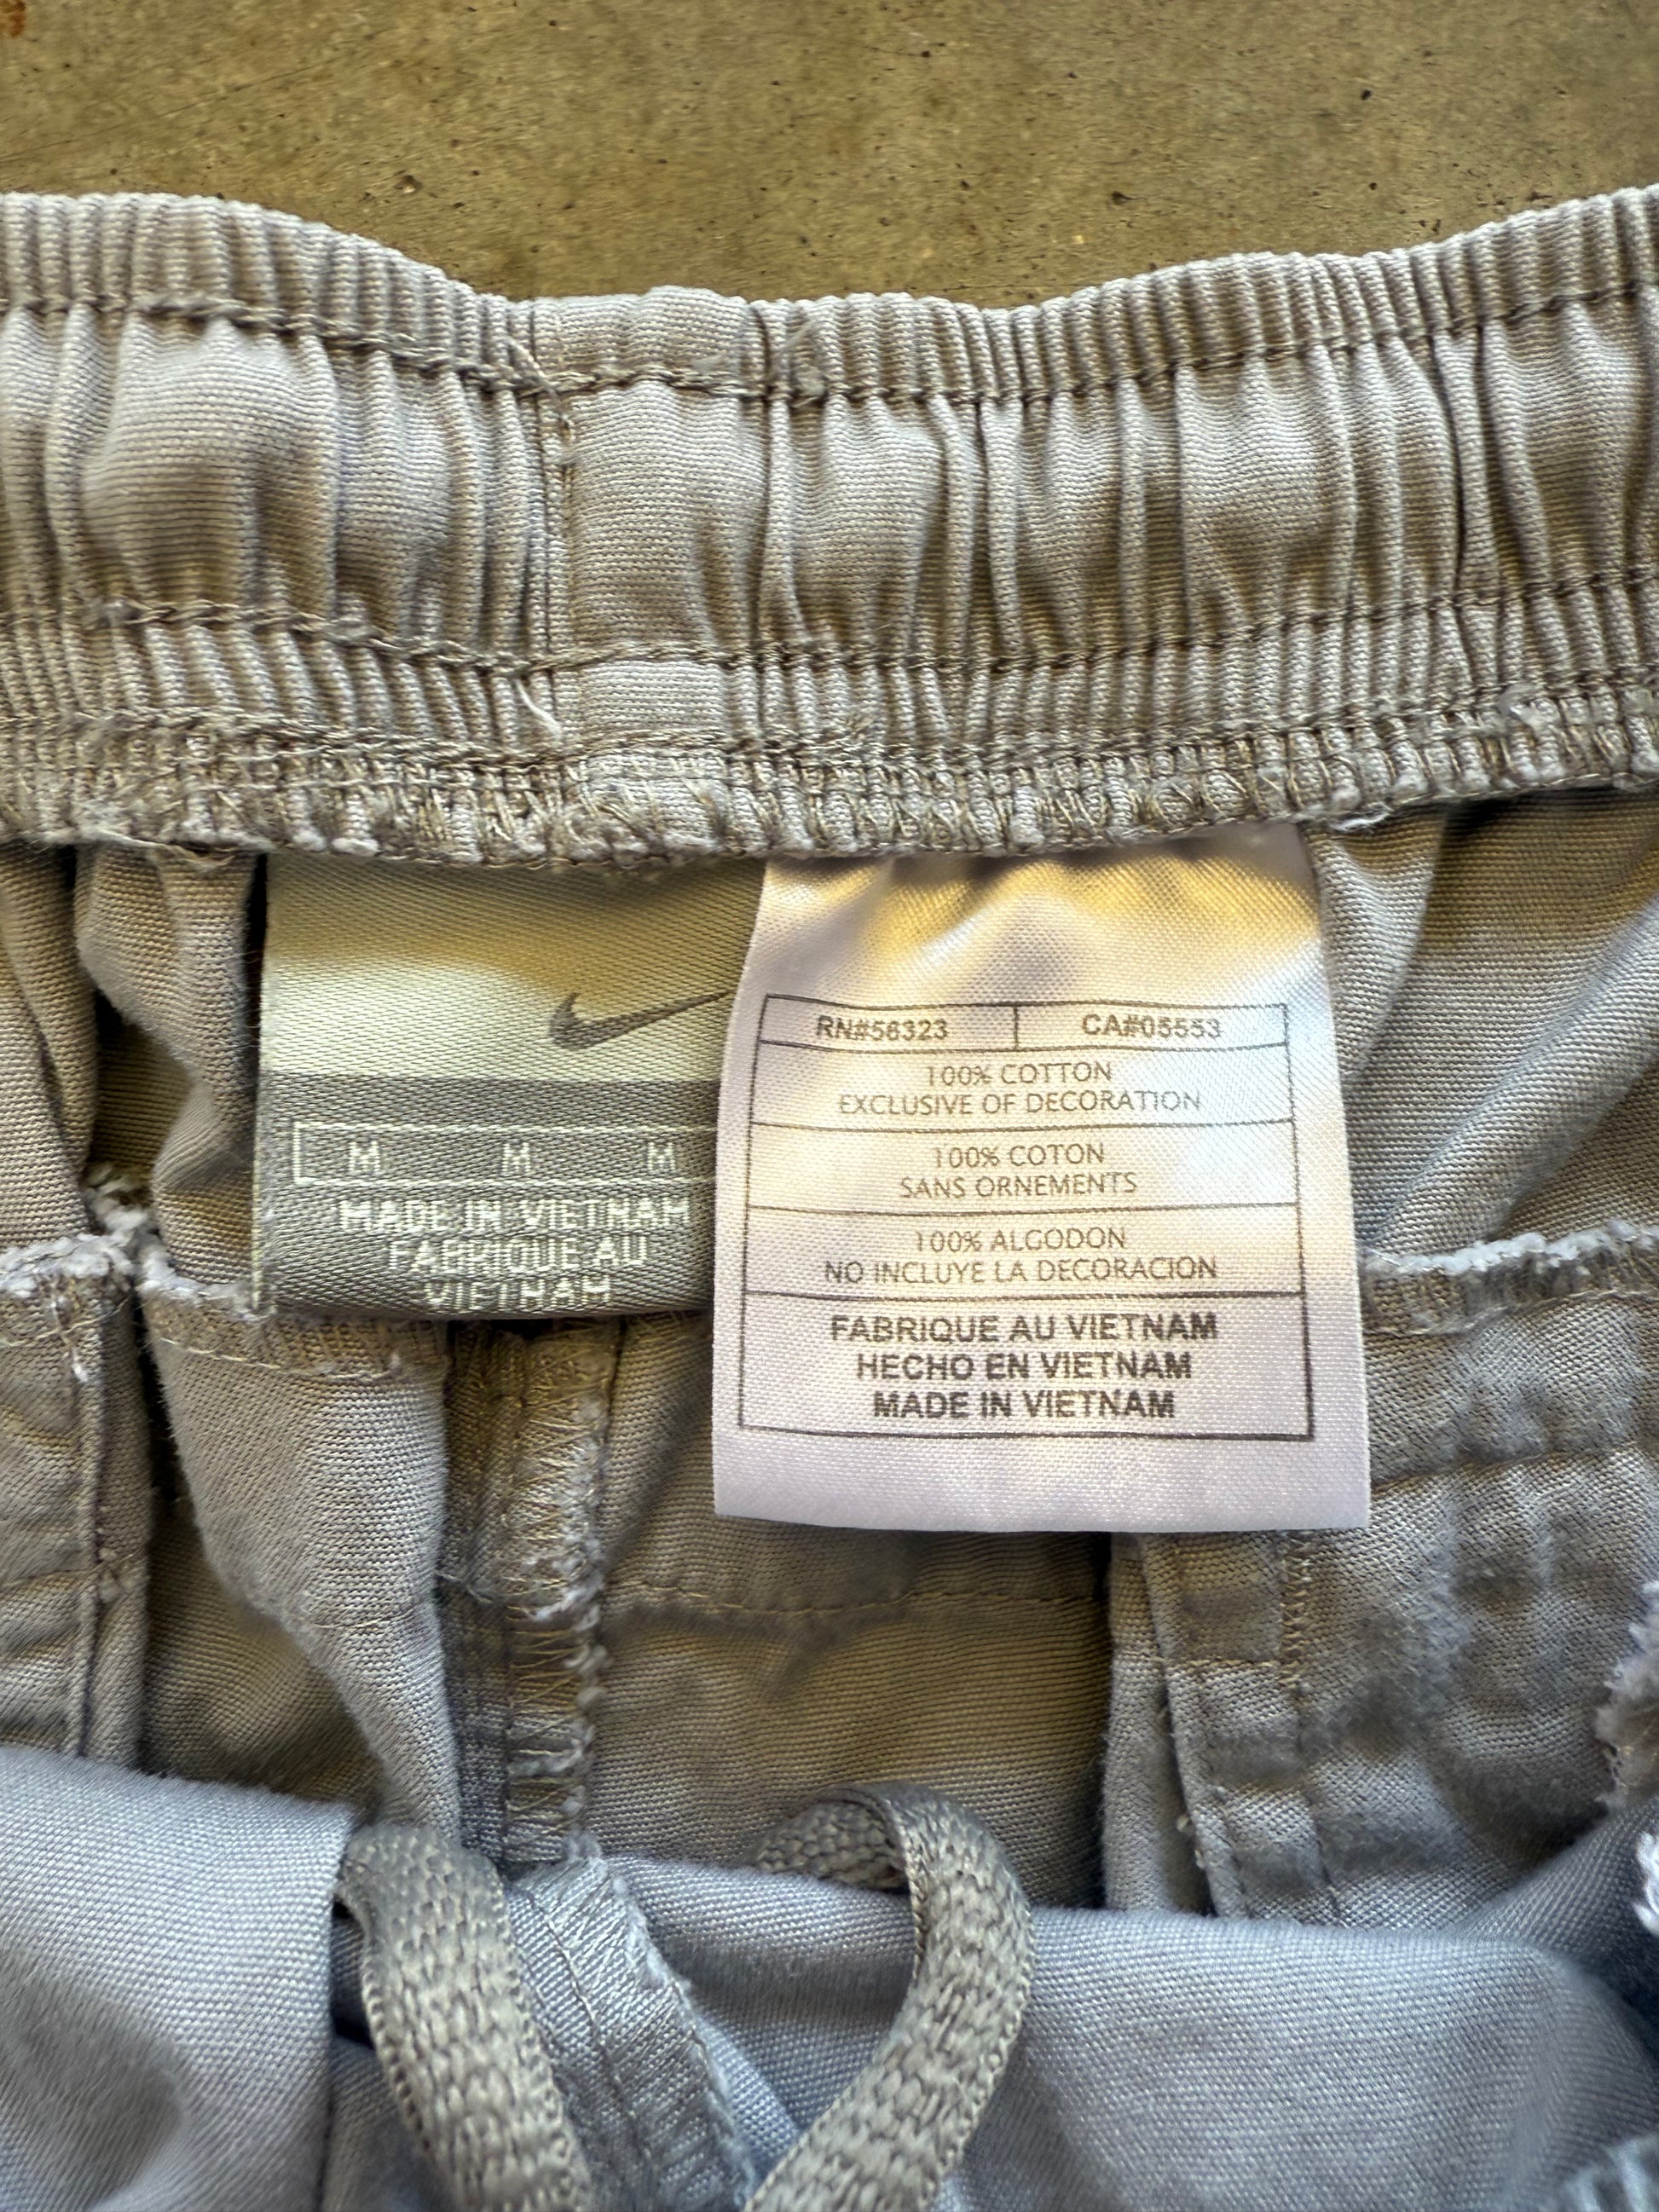 M M M
MADE IN VIETNAM
FABRIQUE AU
VIETNAM
RN#56323 CA#05553
100% COTTON
EXCLUSIVE OF DECORATION
100% COTON
SANS ORNEMENTS
100% ALGODON
NO INCLUYE LA DECORACION
FABRIQUE AU VIETNAM
HECHO EN VIETNAM
MADE IN VIETNAM